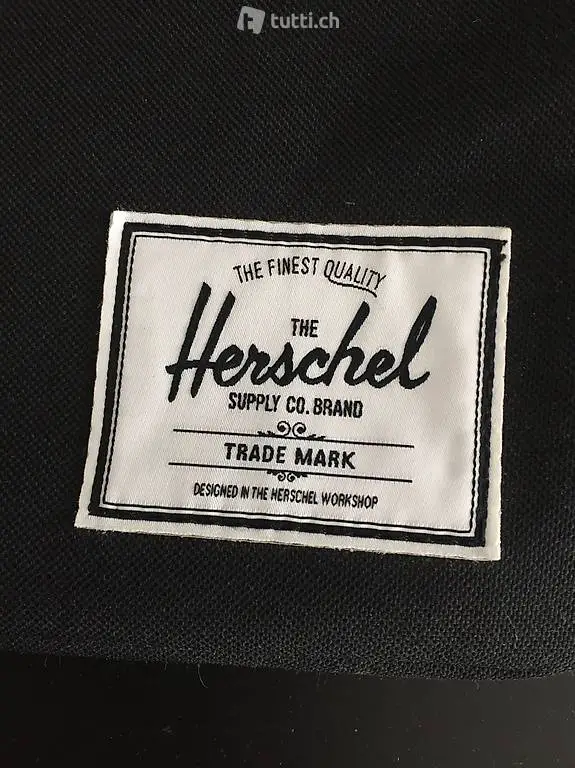 tutti.ch
THE FINEST QUALITY
THE
Herschel
SUPPLY CO. BRAND
TRADE MARK
DESIGNED IN THE HERSCHEL WORKSHOP